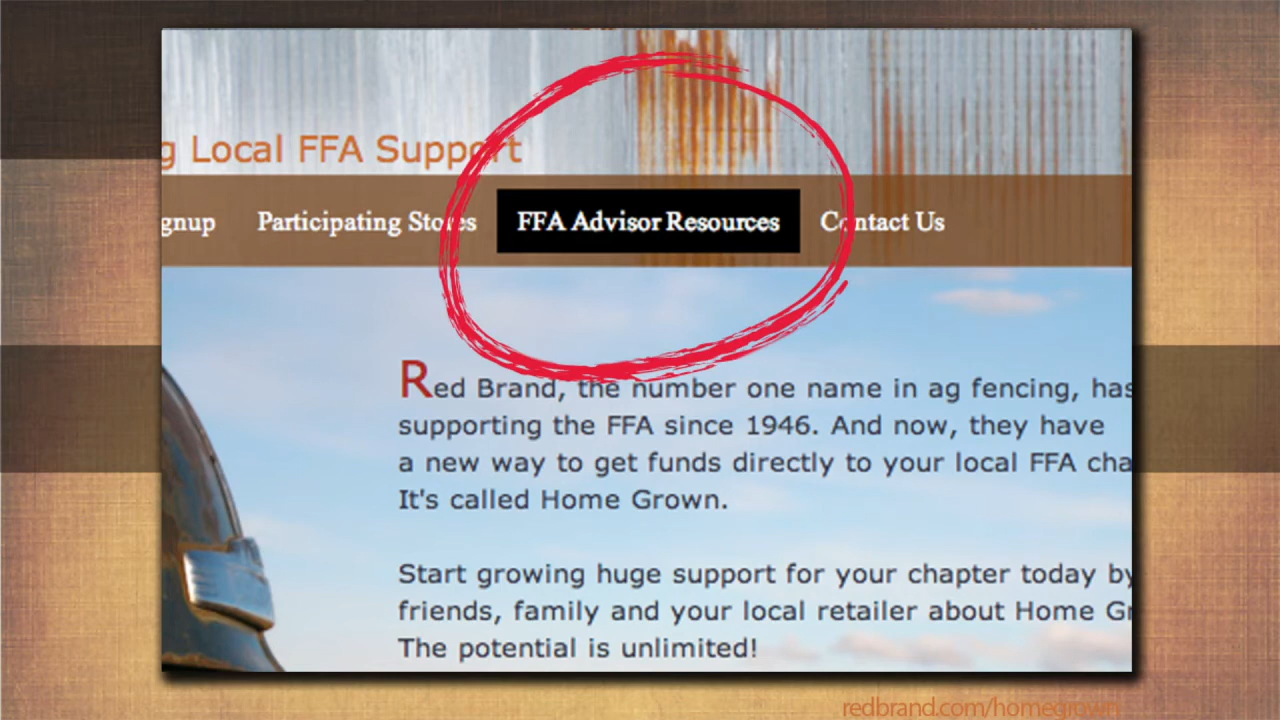 g Local FFA Support
gnup Participating Stores FFA Advisor Resources Contact Us
Red Brand, the number one name in ag fencing, has
supporting the FFA since 1946. And now, they have
a new way to get funds directly to your local FFA cha
It's called Home Grown.
Start growing huge support for your chapter today by
friends, family and your local retailer about Home Gr
The potential is unlimited!
redbrand.com/homegrown